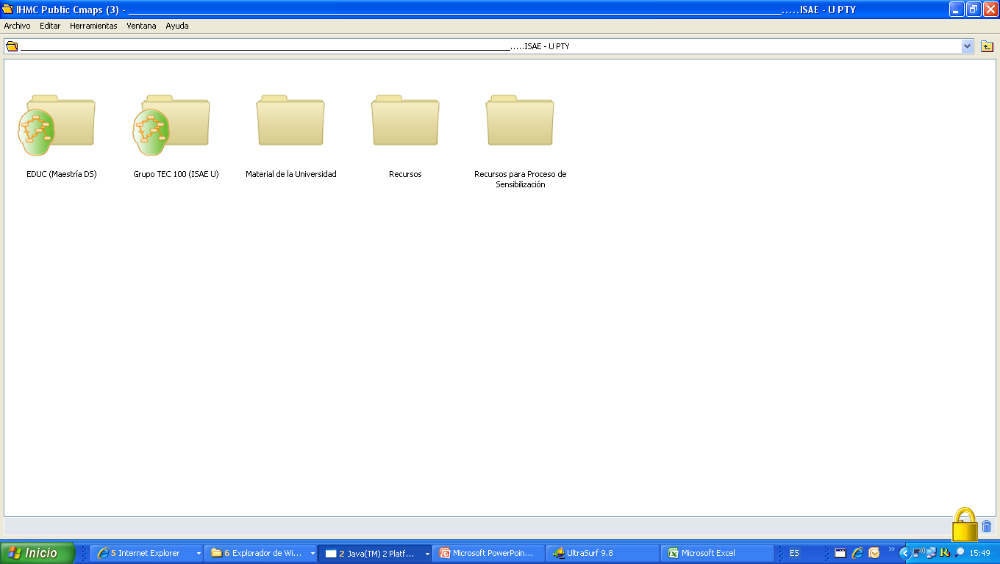 IHMC Public Cmaps (3) - .....ISAE - U PTY
Archivo Editar Herramientas Ventana Ayuda
.....ISAE - U PTY
EDUC (Maestría DS) Grupo TEC 100 (ISAE U) Material de la Universidad Recursos Recursos para Proceso de
Sensibilización
Inicio 5 Internet Explorer 6 Explorador de Wi... 2 Java(TM) 2 Platf... Microsoft PowerPoin... UltraSurf 9.8 Microsoft Excel ES 15:49